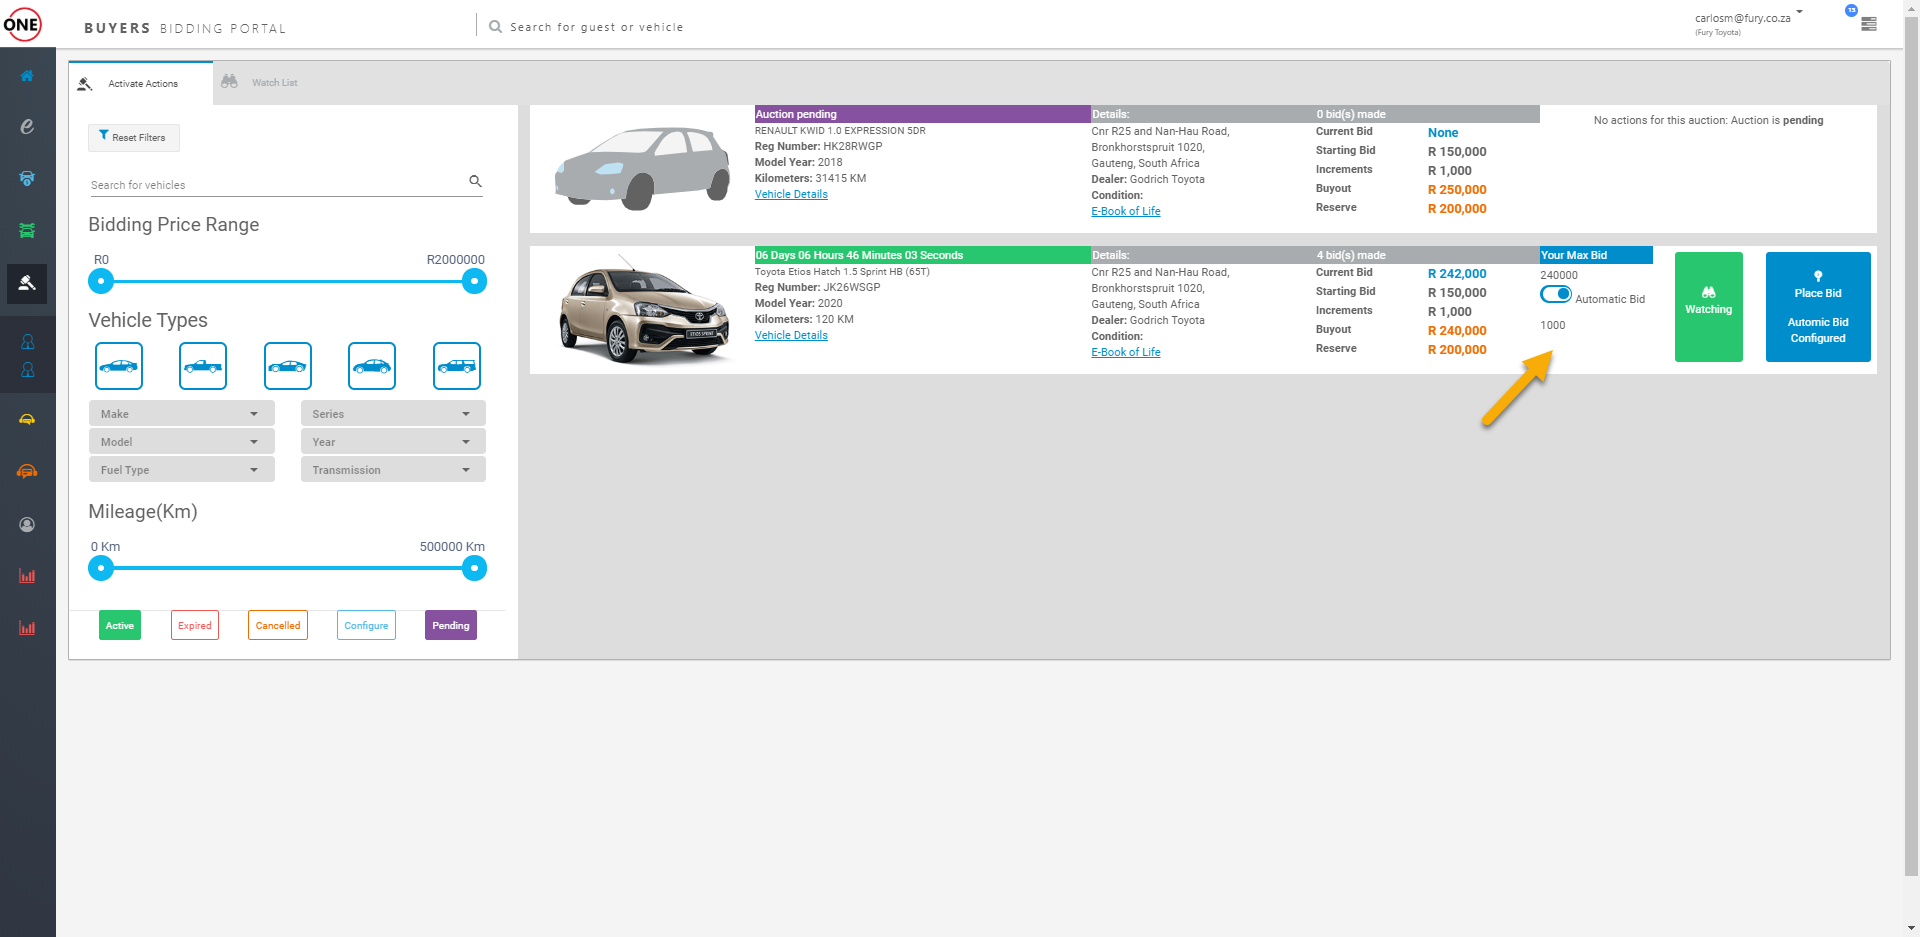 ONE
BUYERS BIDDING PORTAL
Search for guest or vehicle
carlosm@fury.co.za
(Fury Toyota)
13
Activate Actions
Watch List
Reset Filters
Search for vehicles
Bidding Price Range
R0 R2000000
Vehicle Types
Make Series
Model Year
Fuel Type Transmission
Mileage(Km)
0 Km 500000 Km
Active Expired Cancelled Configure Pending
Auction pending
RENAULT KWID 1.0 EXPRESSION 5DR
Reg Number: HK28RWGP
Model Year: 2018
Kilometers: 31415 KM
Vehicle Details
Details:
Cnr R25 and Nan-Hau Road,
Bronkhorstspruit 1020,
Gauteng, South Africa
Dealer: Godrich Toyota
Condition:
E-Book of Life
0 bid(s) made
Current Bid None
Starting Bid R 150,000
Increments R 1,000
Buyout R 250,000
Reserve R 200,000
No actions for this auction: Auction is pending
06 Days 06 Hours 46 Minutes 03 Seconds
Toyota Etios Hatch 1.5 Sprint HB (65T)
Reg Number: JK26WSGP
Model Year: 2020
Kilometers: 120 KM
Vehicle Details
Details:
Cnr R25 and Nan-Hau Road,
Bronkhorstspruit 1020,
Gauteng, South Africa
Dealer: Godrich Toyota
Condition:
E-Book of Life
4 bid(s) made
Current Bid R 242,000
Starting Bid R 150,000
Increments R 1,000
Buyout R 240,000
Reserve R 200,000
Your Max Bid
240000
Automatic Bid
1000
Watching
Place Bid
Automic Bid
Configured
ETIOS SPRINT